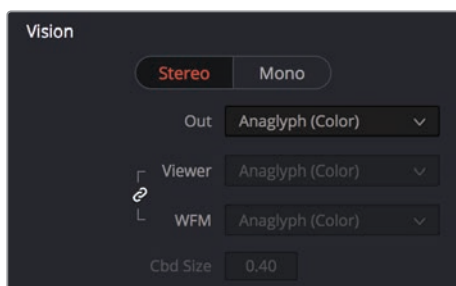 Vision
Stereo Mono
Out Anaglyph (Color)
Viewer Anaglyph (Color)
WFM Anaglyph (Color)
Cbd Size 0.40